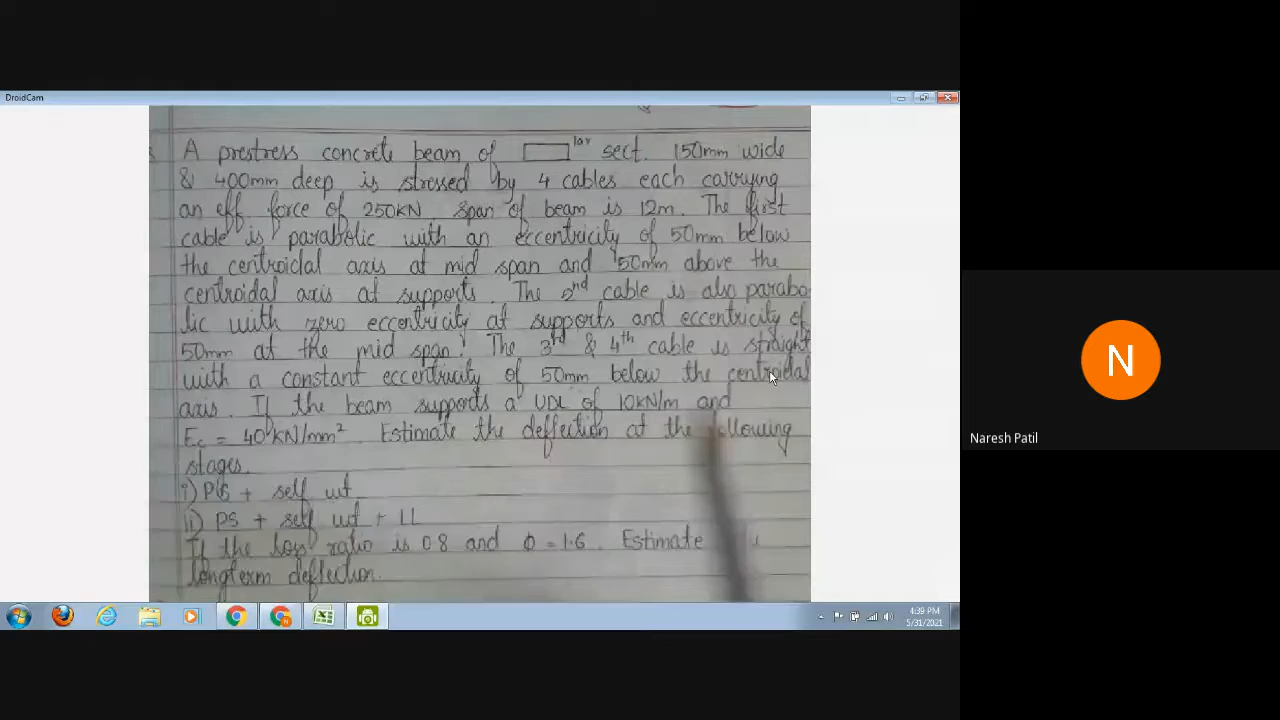 DroidCam
A prestress concrete beam of lar sect. 150mm wide
& 400mm deep is stressed by 4 cables each carrying
an eff force of 250KN. Span of beam is 12m. The first
cable is parabolic with an eccentricity of 50mm below
the centroidal axis at mid span and 50mm above the
centroidal axis at supports. The 2nd cable is also parabo
lic with zero eccentricity at supports and eccentricity of
50mm at the mid span. The 3rd & 4th cable is straight
with a constant eccentricity of 50mm below the centroidal
axis. If the beam supports a UDL of 10KN/m and
Ec = 40 KN/mm2 Estimate the deflection at the following
stages.
i) PS + self wt
ii) PS + self wt + LL
If the loss ratio is 0.8 and ϕ = 1.6. Estimate
longterm deflection.
N
Naresh Patil
4:39 PM
5/31/2021